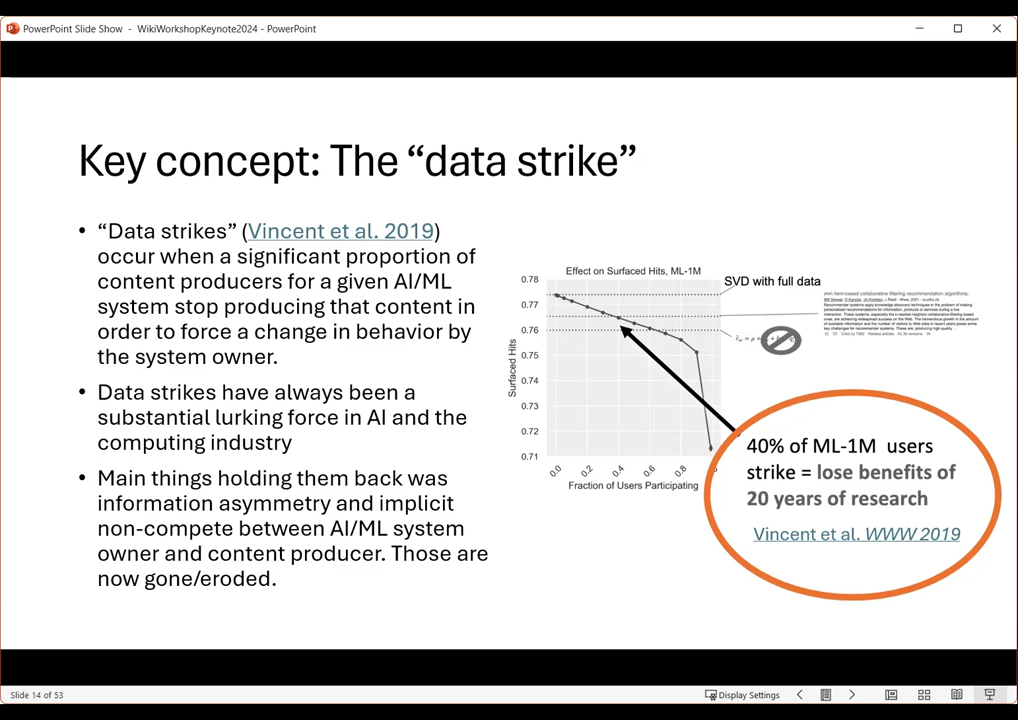 PowerPoint Slide Show - WikiWorkshopKeynote2024 - PowerPoint
Key concept: The “data strike”
• “Data strikes” (Vincent et al. 2019)
occur when a significant proportion of
content producers for a given AI/ML
system stop producing that content in
order to force a change in behavior by
the system owner.
• Data strikes have always been a
substantial lurking force in AI and the
computing industry
• Main things holding them back was
information asymmetry and implicit
non-compete between AI/ML system
owner and content producer. Those are
now gone/eroded.
Effect on Surfaced Hits, ML-1M
SVD with full data
0.78
0.77
0.76
0.75
0.74
0.73
0.72
0.71
Surfaced Hits
0.0 0.2 0.4 0.6 0.8
Fraction of Users Participating
Item-based collaborative filtering recommendation algorithms.
40% of ML-1M users
strike = lose benefits of
20 years of research
Vincent et al. WWW 2019
Slide 14 of 53
Display Settings